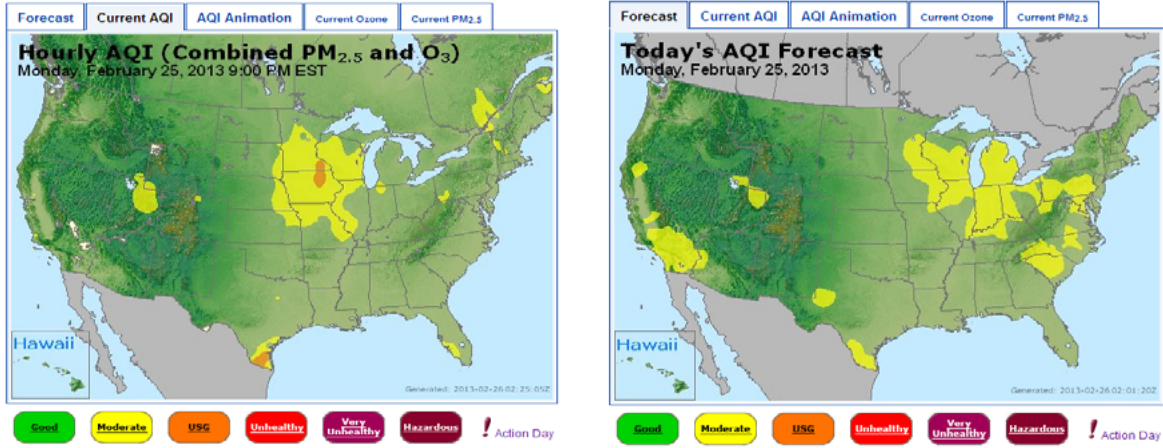 Forecast Current AQI AQI Animation Current Ozone Current PM2.5
Hourly AQI (Combined PM2.5 and O3)
Monday, February 25, 2013 9:00 PM EST
Hawaii
Generated: 2013-02-26 02:25:05Z
Good Moderate USG Unhealthy Very Unhealthy Hazardous ! Action Day
Forecast Current AQI AQI Animation Current Ozone Current PM2.5
Today's AQI Forecast
Monday, February 25, 2013
Hawaii
Generated: 2013-02-26 02:01:20Z
Good Moderate USG Unhealthy Very Unhealthy Hazardous ! Action Day